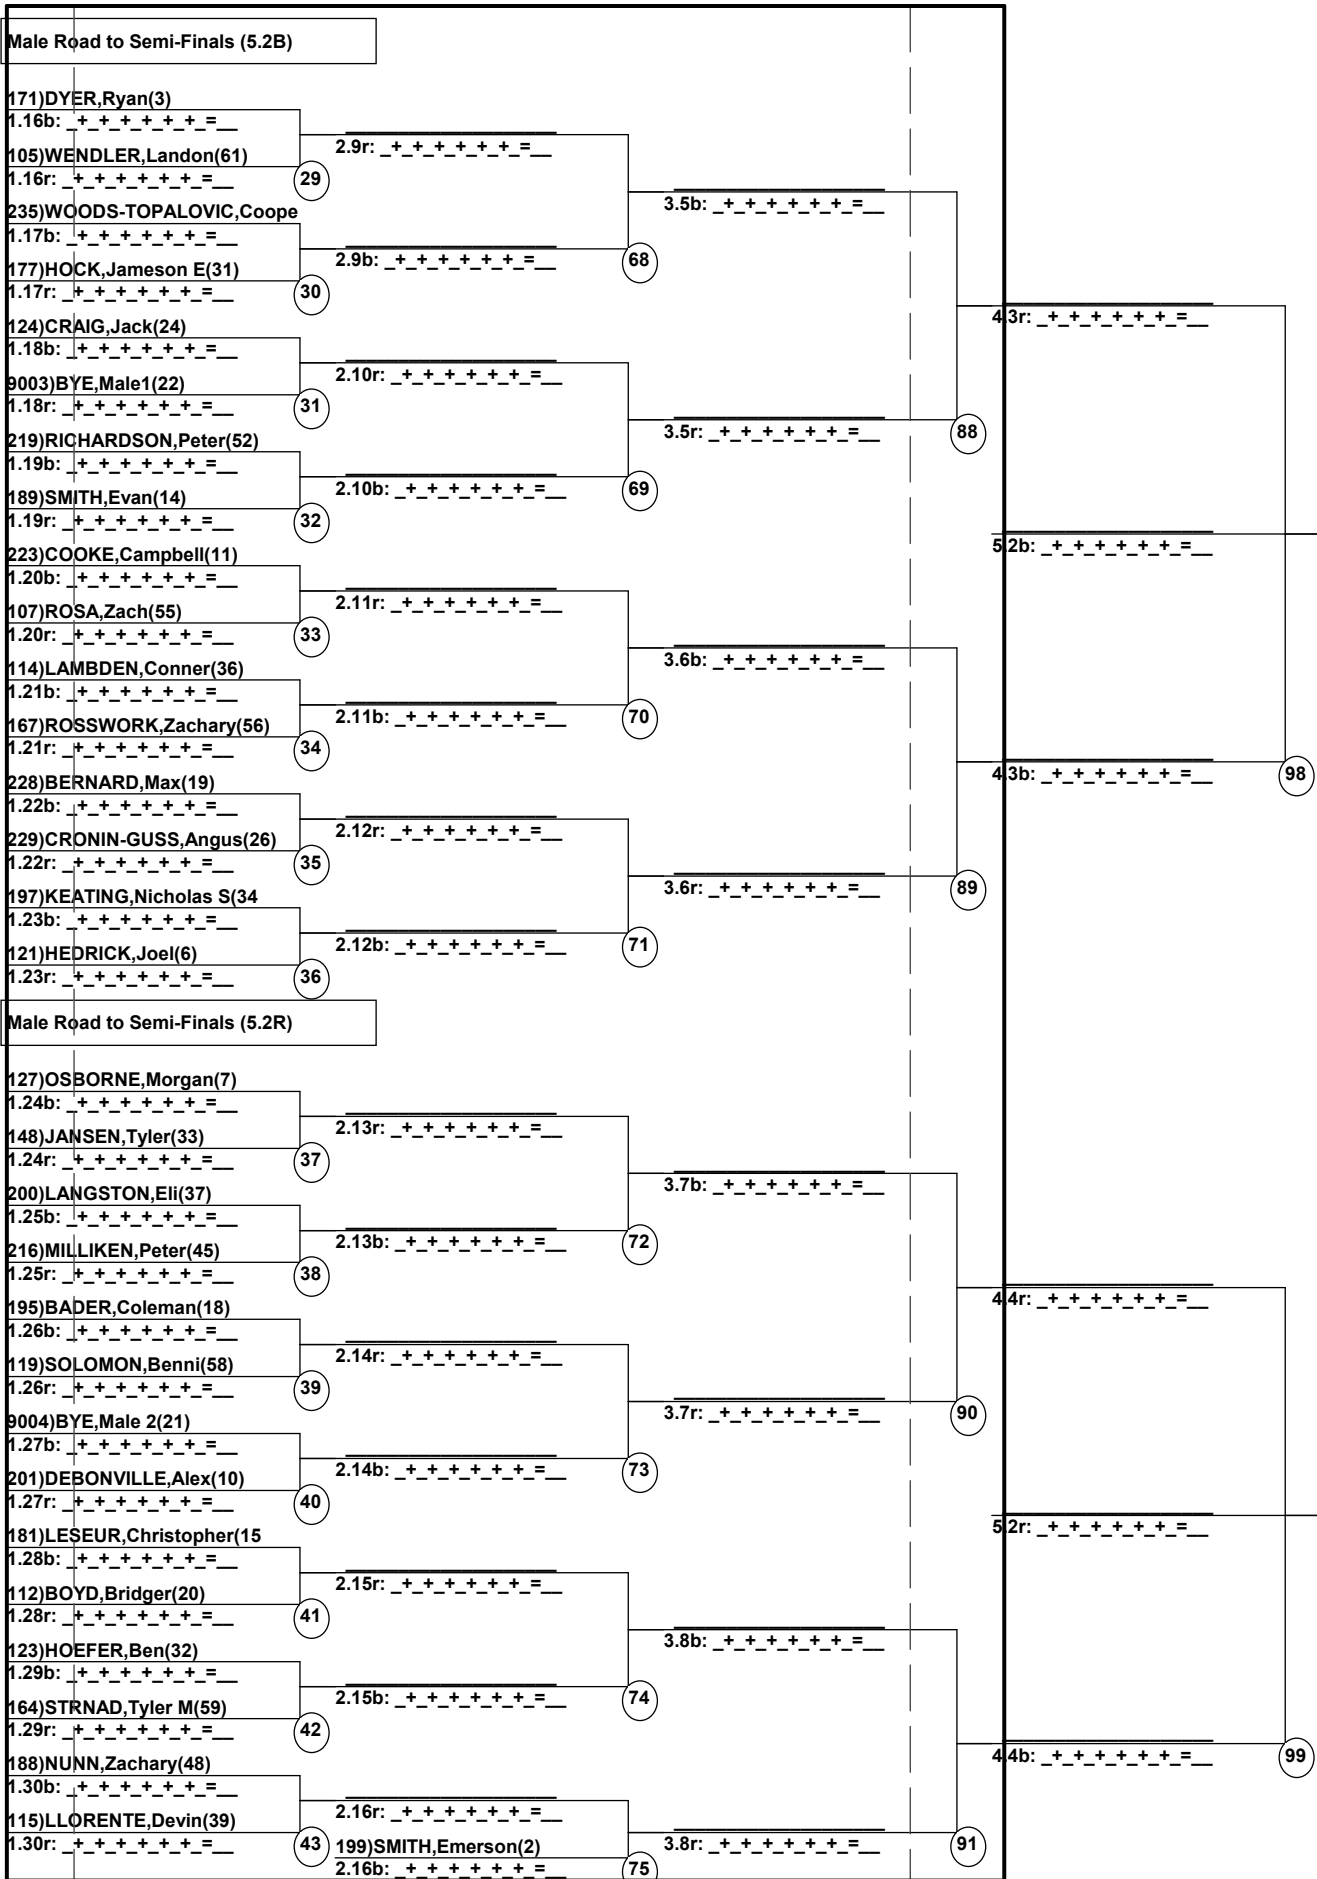 Male Road to Semi-Finals (5.2B)
171)DYER,Ryan(3)
1.16b: _+_+_+_+_+_=__
2.9r: _+_+_+_+_+_=__
105)WENDLER,Landon(61)
1.16r: _+_+_+_+_+_=__ 29
3.5b: _+_+_+_+_+_=__
235)WOODS-TOPALOVIC,Coope
1.17b: _+_+_+_+_+_=__
2.9b: _+_+_+_+_+_=__ 68
177)HOCK,Jameson E(31)
1.17r: _+_+_+_+_+_=__ 30
4.3r: _+_+_+_+_+_=__
124)CRAIG,Jack(24)
1.18b: _+_+_+_+_+_=__
2.10r: _+_+_+_+_+_=__
9003)BYE,Male1(22)
1.18r: _+_+_+_+_+_=__ 31
3.5r: _+_+_+_+_+_=__ 88
219)RICHARDSON,Peter(52)
1.19b: _+_+_+_+_+_=__
2.10b: _+_+_+_+_+_=__ 69
189)SMITH,Evan(14)
1.19r: _+_+_+_+_+_=__ 32
5.2b: _+_+_+_+_+_=__
223)COOKE,Campbell(11)
1.20b: _+_+_+_+_+_=__
2.11r: _+_+_+_+_+_=__
107)ROSA,Zach(55)
1.20r: _+_+_+_+_+_=__ 33
3.6b: _+_+_+_+_+_=__
114)LAMBDEN,Conner(36)
1.21b: _+_+_+_+_+_=__
2.11b: _+_+_+_+_+_=__ 70
167)ROSSWORK,Zachary(56)
1.21r: _+_+_+_+_+_=__ 34
4.3b: _+_+_+_+_+_=__ 98
228)BERNARD,Max(19)
1.22b: _+_+_+_+_+_=__
2.12r: _+_+_+_+_+_=__
229)CRONIN-GUSS,Angus(26)
1.22r: _+_+_+_+_+_=__ 35
3.6r: _+_+_+_+_+_=__ 89
197)KEATING,Nicholas S(34
1.23b: _+_+_+_+_+_=__
2.12b: _+_+_+_+_+_=__ 71
121)HEDRICK,Joel(6)
1.23r: _+_+_+_+_+_=__ 36
Male Road to Semi-Finals (5.2R)
127)OSBORNE,Morgan(7)
1.24b: _+_+_+_+_+_=__
2.13r: _+_+_+_+_+_=__
148)JANSEN,Tyler(33)
1.24r: _+_+_+_+_+_=__ 37
3.7b: _+_+_+_+_+_=__
200)LANGSTON,Eli(37)
1.25b: _+_+_+_+_+_=__
2.13b: _+_+_+_+_+_=__ 72
216)MILLIKEN,Peter(45)
1.25r: _+_+_+_+_+_=__ 38
4.4r: _+_+_+_+_+_=__
195)BADER,Coleman(18)
1.26b: _+_+_+_+_+_=__
2.14r: _+_+_+_+_+_=__
119)SOLOMON,Benni(58)
1.26r: _+_+_+_+_+_=__ 39
3.7r: _+_+_+_+_+_=__ 90
9004)BYE,Male 2(21)
1.27b: _+_+_+_+_+_=__
2.14b: _+_+_+_+_+_=__ 73
201)DEBONVILLE,Alex(10)
1.27r: _+_+_+_+_+_=__ 40
5.2r: _+_+_+_+_+_=__
181)LESEUR,Christopher(15
1.28b: _+_+_+_+_+_=__
2.15r: _+_+_+_+_+_=__
112)BOYD,Bridger(20)
1.28r: _+_+_+_+_+_=__ 41
3.8b: _+_+_+_+_+_=__
123)HOEFER,Ben(32)
1.29b: _+_+_+_+_+_=__
2.15b: _+_+_+_+_+_=__ 74
164)STRNAD,Tyler M(59)
1.29r: _+_+_+_+_+_=__ 42
4.4b: _+_+_+_+_+_=__ 99
188)NUNN,Zachary(48)
1.30b: _+_+_+_+_+_=__
2.16r: _+_+_+_+_+_=__
115)LLORENTE,Devin(39)
1.30r: _+_+_+_+_+_=__ 43
3.8r: _+_+_+_+_+_=__ 91
199)SMITH,Emerson(2)
2.16b: _+_+_+_+_+_=__ 75